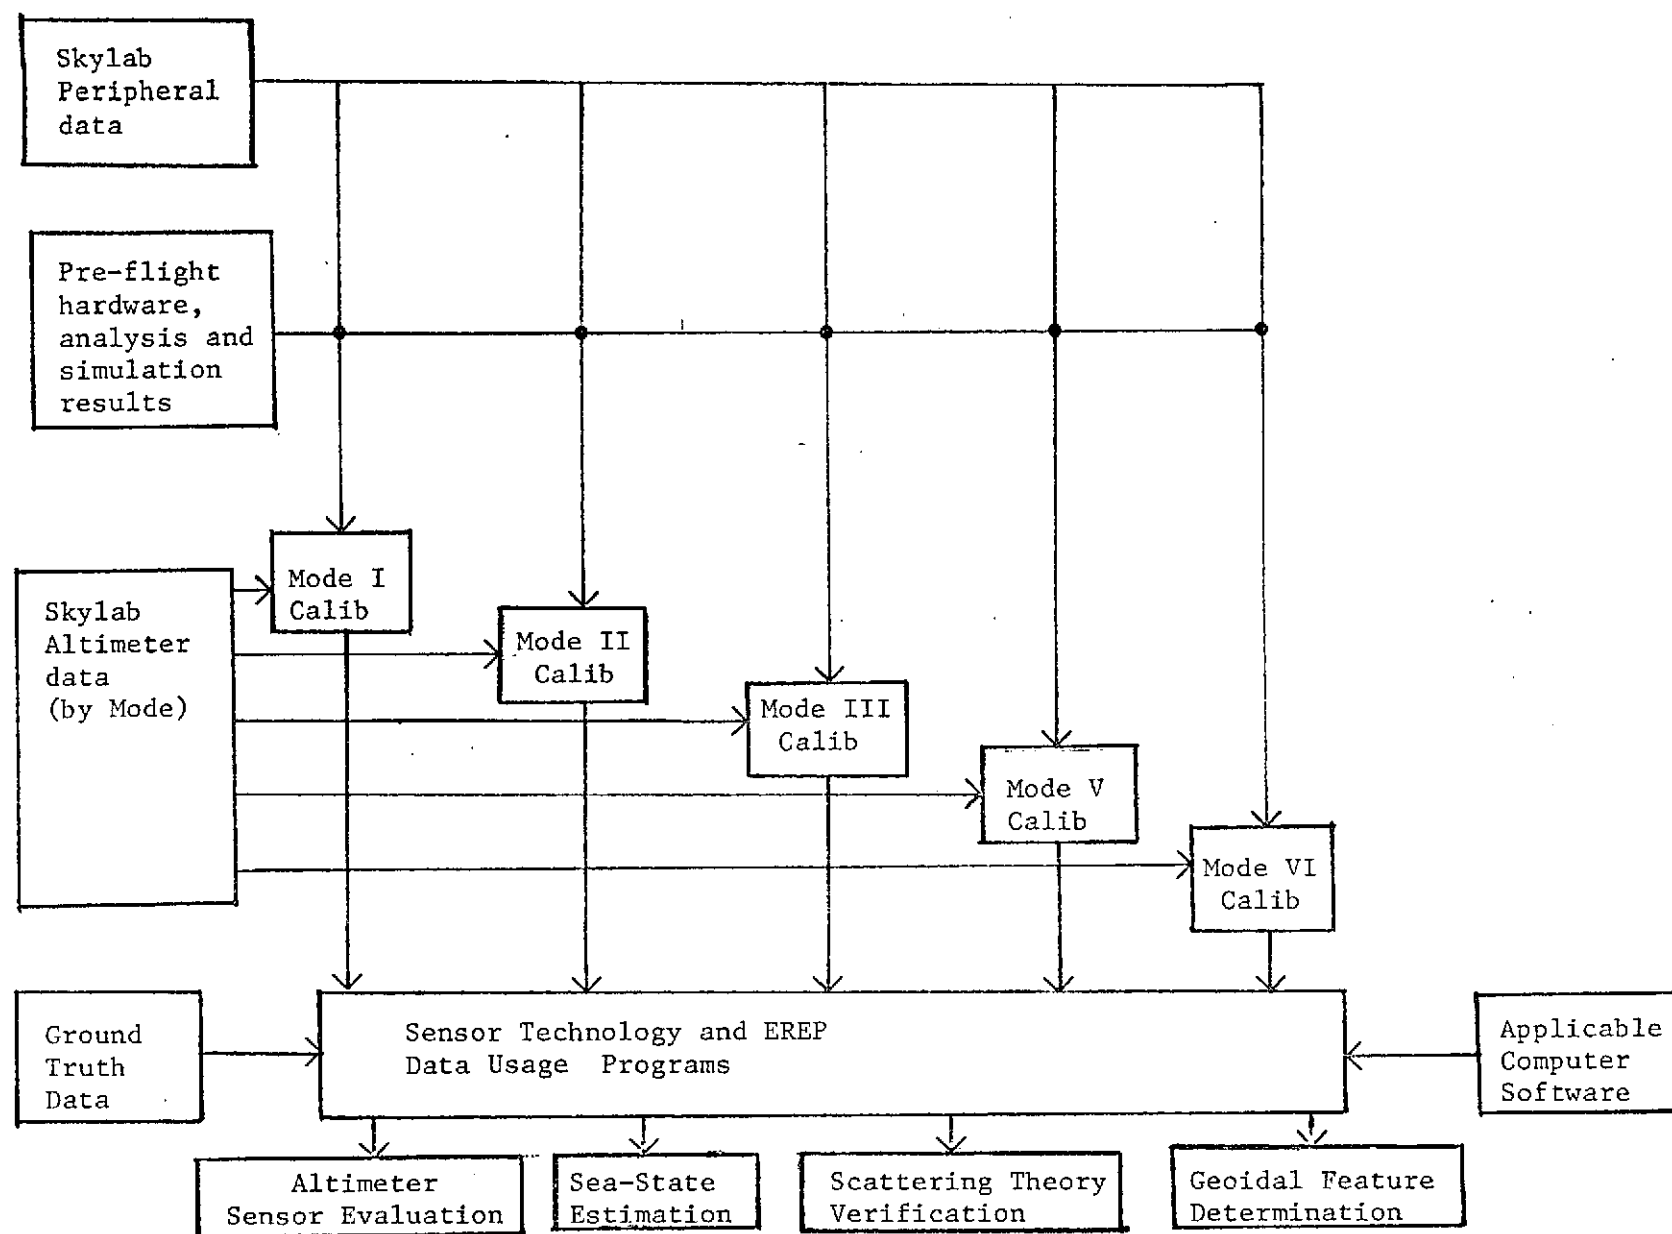 Skylab
Peripheral
data
Pre-flight
hardware,
analysis and
simulation
results
Skylab
Altimeter
data
(by Mode)
Mode I
Calib
Mode II
Calib
Mode III
Calib
Mode V
Calib
Mode VI
Calib
Ground
Truth
Data
Sensor Technology and EREP
Data Usage Programs
Applicable
Computer
Software
Altimeter
Sensor Evaluation
Sea-State
Estimation
Scattering Theory
Verification
Geoidal Feature
Determination